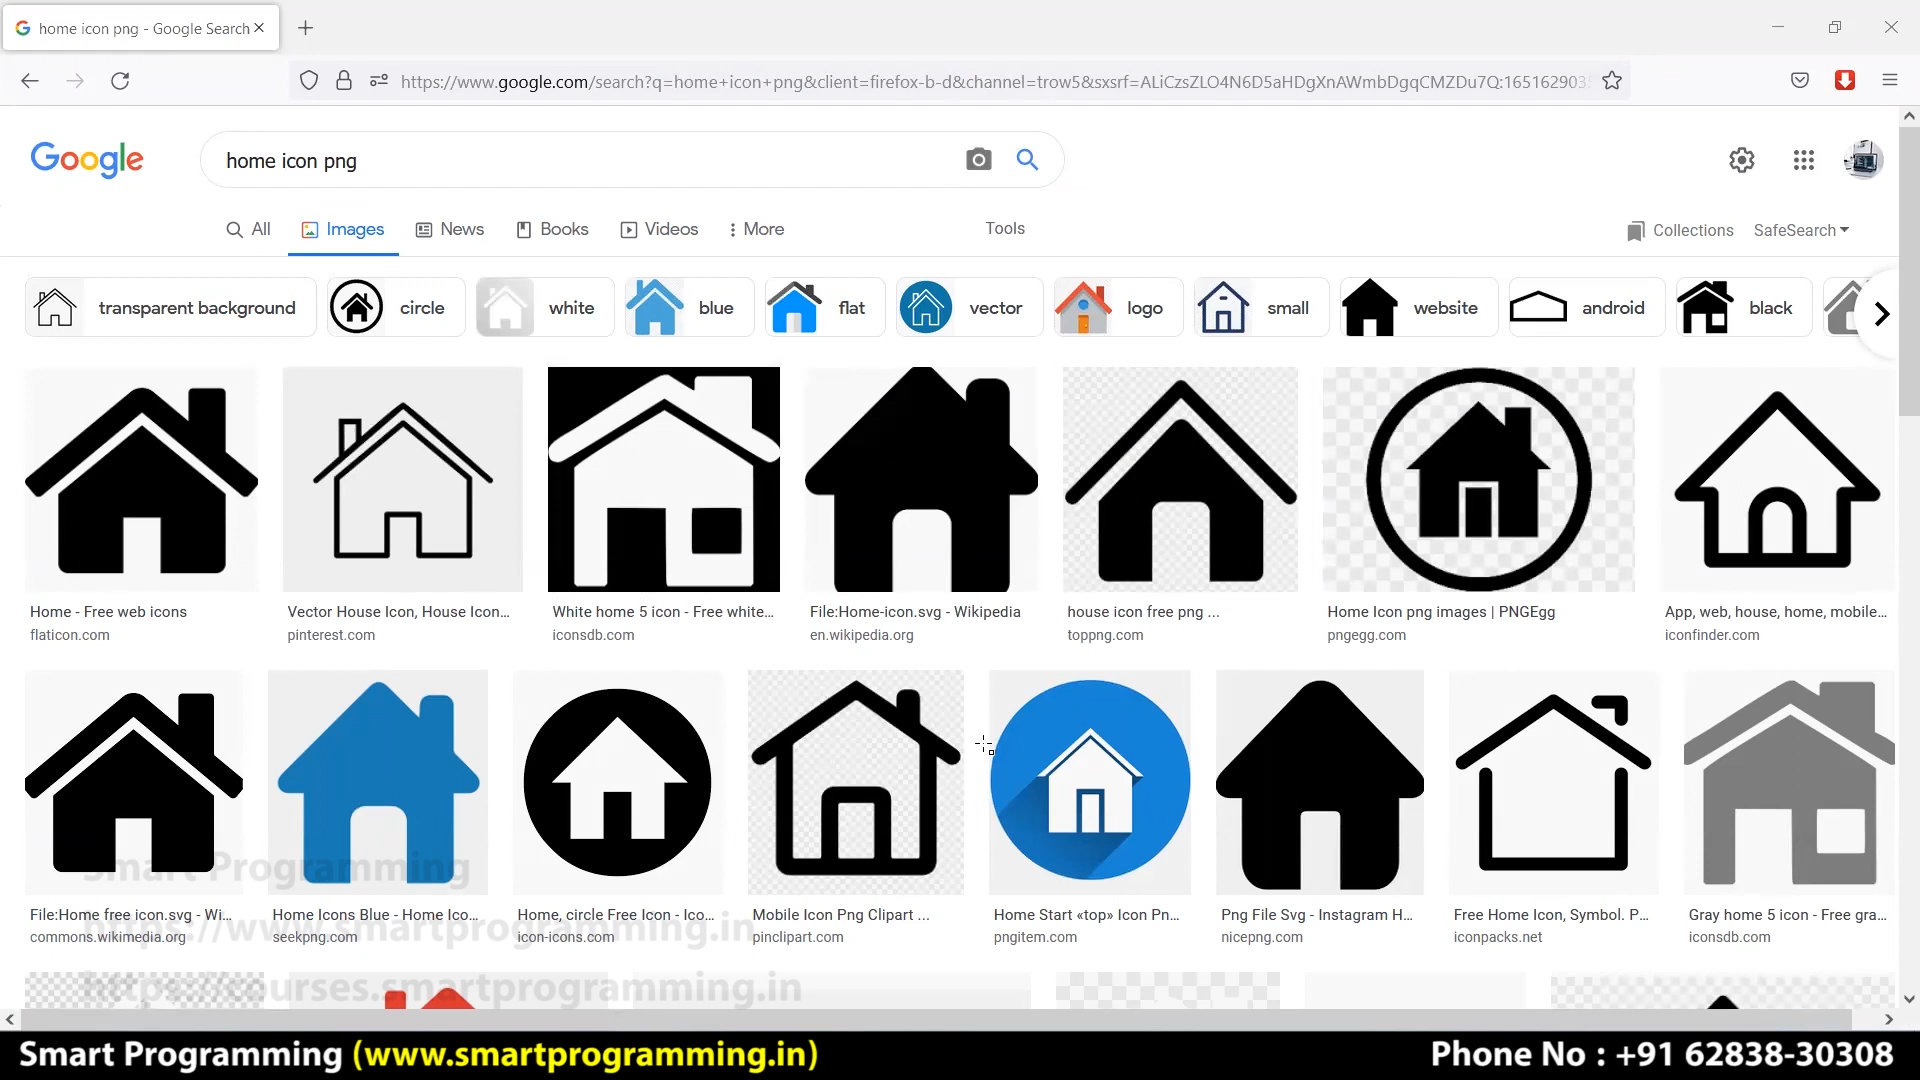 home icon png - Google Search
https://www.google.com/search?q=home+icon+png&client=firefox-b-d&channel=trow5&sxsrf=ALiCzsZLO4N6D5aHDgXnAWmbDgqCMZDu7Q:1651629035
Google
home icon png
All Images News Books Videos More Tools Collections SafeSearch
transparent background circle white blue flat vector logo small website android black
Home - Free web icons
flaticon.com
Vector House Icon, House Icon...
pinterest.com
White home 5 icon - Free white...
iconsdb.com
File:Home-icon.svg - Wikipedia
en.wikipedia.org
house icon free png ...
toppng.com
Home Icon png images | PNGEgg
pngegg.com
App, web, house, home, mobile...
iconfinder.com
File:Home free icon.svg - Wi...
commons.wikimedia.org
Home Icons Blue - Home Ico...
seekpng.com
Home, circle Free Icon - Ico...
icon-icons.com
Mobile Icon Png Clipart ...
pinclipart.com
Home Start «top» Icon Pn...
pngitem.com
Png File Svg - Instagram H...
nicepng.com
Free Home Icon, Symbol. P...
iconpacks.net
Gray home 5 icon - Free gra...
iconsdb.com
Smart Programming
https://www.smartprogramming.in
https://courses.smartprogramming.in
Smart Programming (www.smartprogramming.in)
Phone No : +91 62838-30308